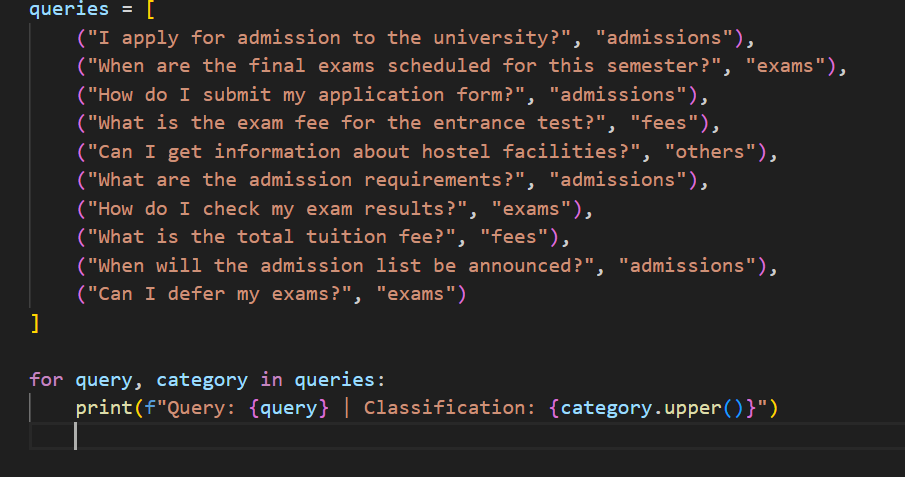 queries = [
    ("I apply for admission to the university?", "admissions"),
    ("When are the final exams scheduled for this semester?", "exams"),
    ("How do I submit my application form?", "admissions"),
    ("What is the exam fee for the entrance test?", "fees"),
    ("Can I get information about hostel facilities?", "others"),
    ("What are the admission requirements?", "admissions"),
    ("How do I check my exam results?", "exams"),
    ("What is the total tuition fee?", "fees"),
    ("When will the admission list be announced?", "admissions"),
    ("Can I defer my exams?", "exams")
]
for query, category in queries:
    print(f"Query: {query} | Classification: {category.upper()}")